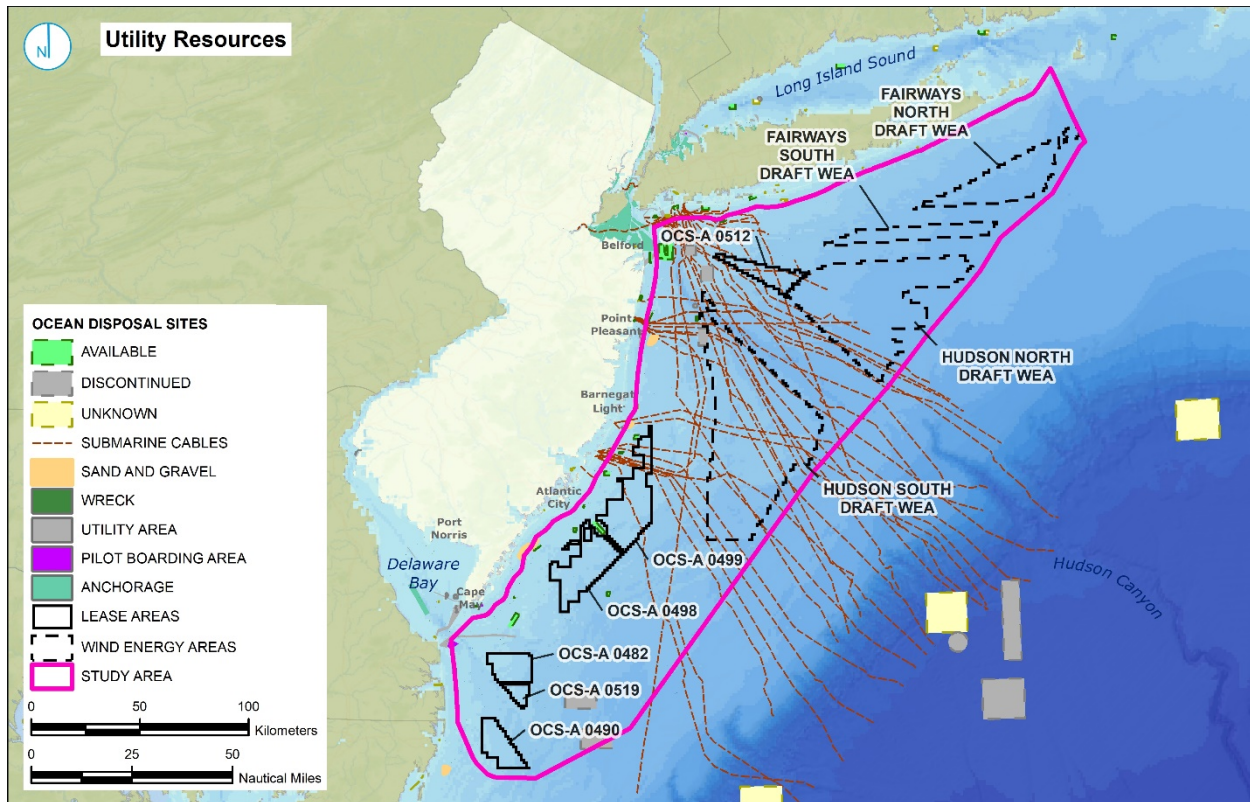 N
Utility Resources
Long Island Sound
FAIRWAYS
NORTH
DRAFT WEA
FAIRWAYS
SOUTH
DRAFT WEA
OCS-A 0512
Belford
Point
Pleasant
HUDSON NORTH
DRAFT WEA
Barnegat
Light
HUDSON SOUTH
DRAFT WEA
Atlantic
City
Port
Norris
OCS-A 0499
Delaware
Bay
Hudson Canyon
Cape
May
OCS-A 0498
OCS-A 0482
OCS-A 0519
OCS-A 0490
OCEAN DISPOSAL SITES
AVAILABLE
DISCONTINUED
UNKNOWN
SUBMARINE CABLES
SAND AND GRAVEL
WRECK
UTILITY AREA
PILOT BOARDING AREA
ANCHORAGE
LEASE AREAS
WIND ENERGY AREAS
STUDY AREA
0 50 100
Kilometers
0 25 50
Nautical Miles